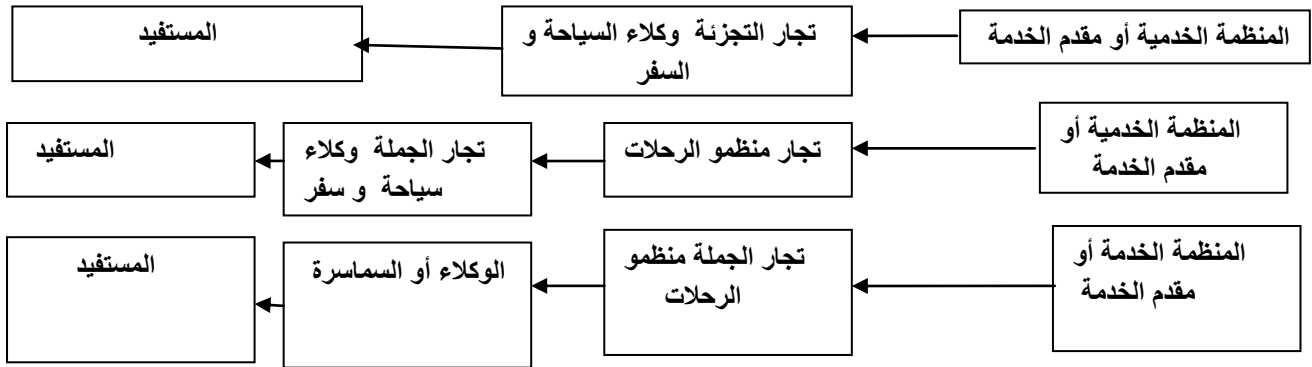 المنظمة الخدمية أو مقدم الخدمة
تجار التجزئة وكلاء السياحة و
السفر
المستفيد
المنظمة الخدمية أو
مقدم الخدمة
تجار منظمو الرحلات
تجار الجملة وكلاء
سياحة و سفر
المستفيد
المنظمة الخدمة أو
مقدم الخدمة
تجار الجملة منظمو
الرحلات
الوكلاء أو السماسرة
المستفيد